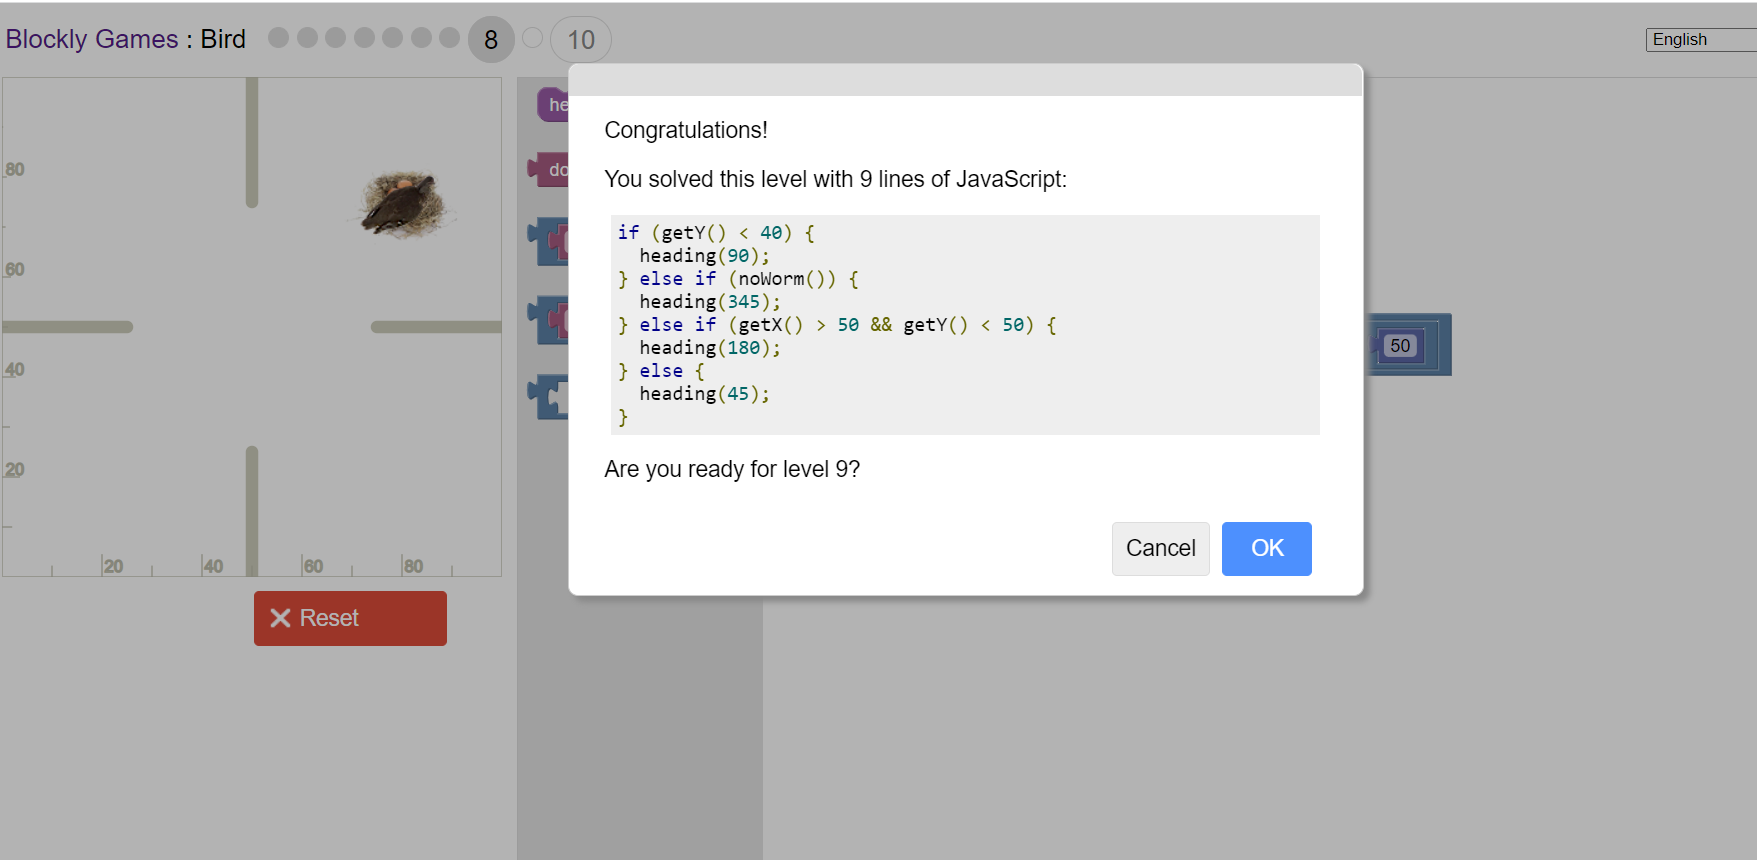 Blockly Games : Bird 8 10
English
80
60
40
20
20 40 60 80
Reset
he
do
50
Congratulations!
You solved this level with 9 lines of JavaScript:
if (getY() < 40) {
  heading(90);
} else if (noWorm()) {
  heading(345);
} else if (getX() > 50 && getY() < 50) {
  heading(180);
} else {
  heading(45);
}
Are you ready for level 9?
Cancel OK